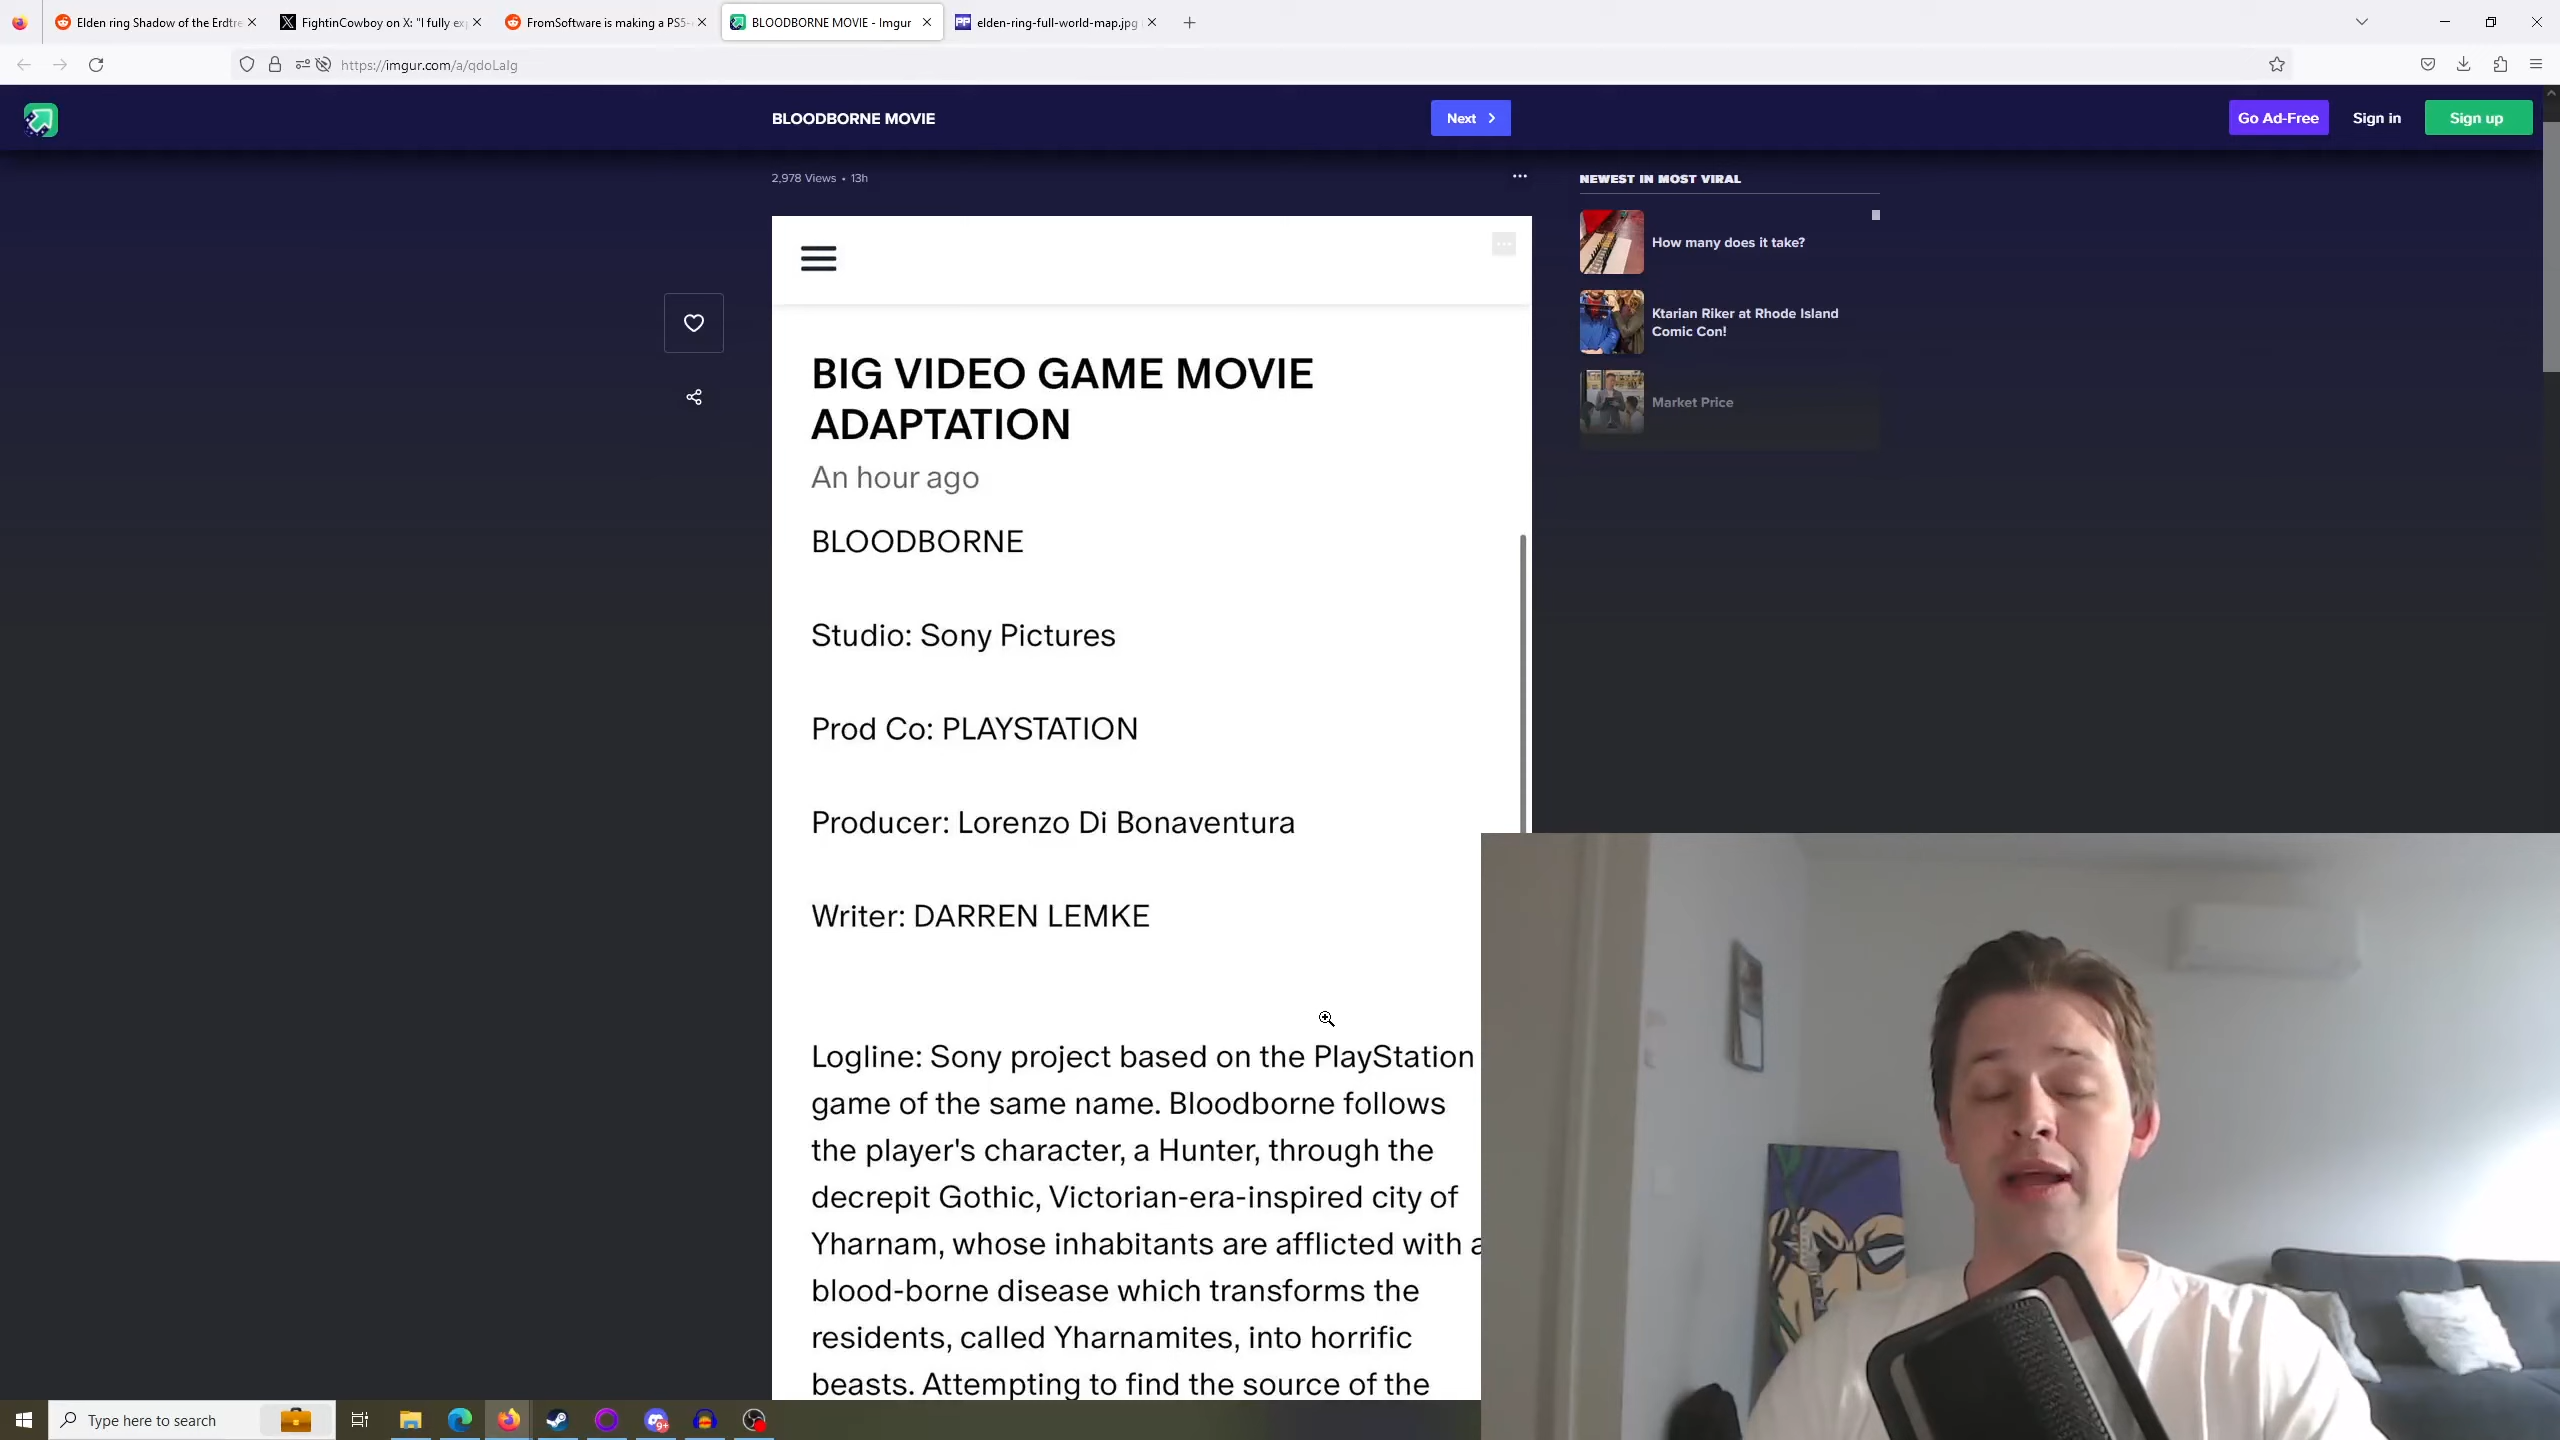 Elden ring Shadow of the Erdtre
FightinCowboy on X: "I fully ex
FromSoftware is making a PS5-
BLOODBORNE MOVIE - Imgur
elden-ring-full-world-map.jpg
https://imgur.com/a/qdoLaIg
BLOODBORNE MOVIE
Next
Go Ad-Free
Sign in
Sign up
2,978 Views • 13h
NEWEST IN MOST VIRAL
How many does it take?
Ktarian Riker at Rhode Island
Comic Con!
Market Price
BIG VIDEO GAME MOVIE
ADAPTATION
An hour ago
BLOODBORNE
Studio: Sony Pictures
Prod Co: PLAYSTATION
Producer: Lorenzo Di Bonaventura
Writer: DARREN LEMKE
Logline: Sony project based on the PlayStation
game of the same name. Bloodborne follows
the player's character, a Hunter, through the
decrepit Gothic, Victorian-era-inspired city of
Yharnam, whose inhabitants are afflicted with a
blood-borne disease which transforms the
residents, called Yharnamites, into horrific
beasts. Attempting to find the source of the
Type here to search
9+